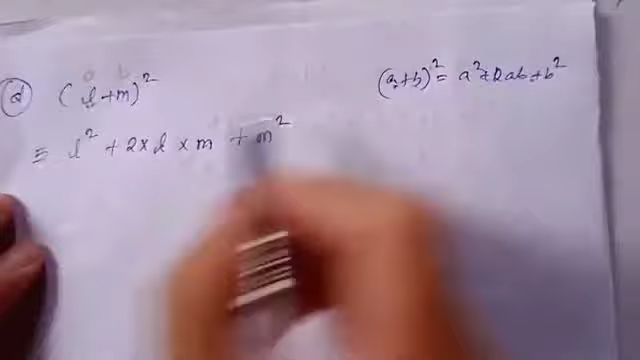 a b
(d) (l+m)²
(a+b)² = a²+2ab+b²
= l² + 2×l×m + m²